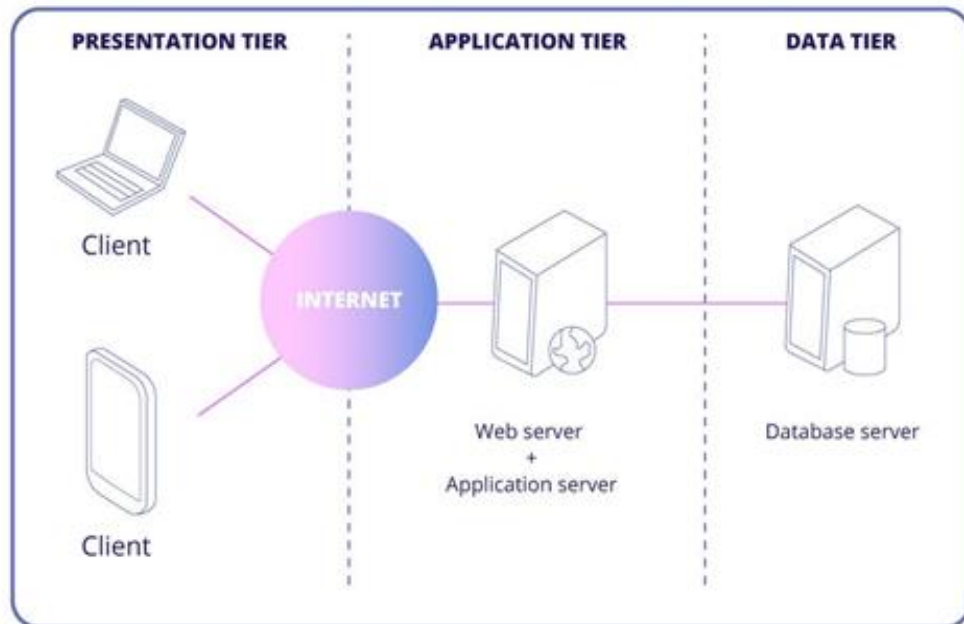 PRESENTATION TIER
APPLICATION TIER
DATA TIER
Client
INTERNET
Client
Web server
+
Application server
Database server